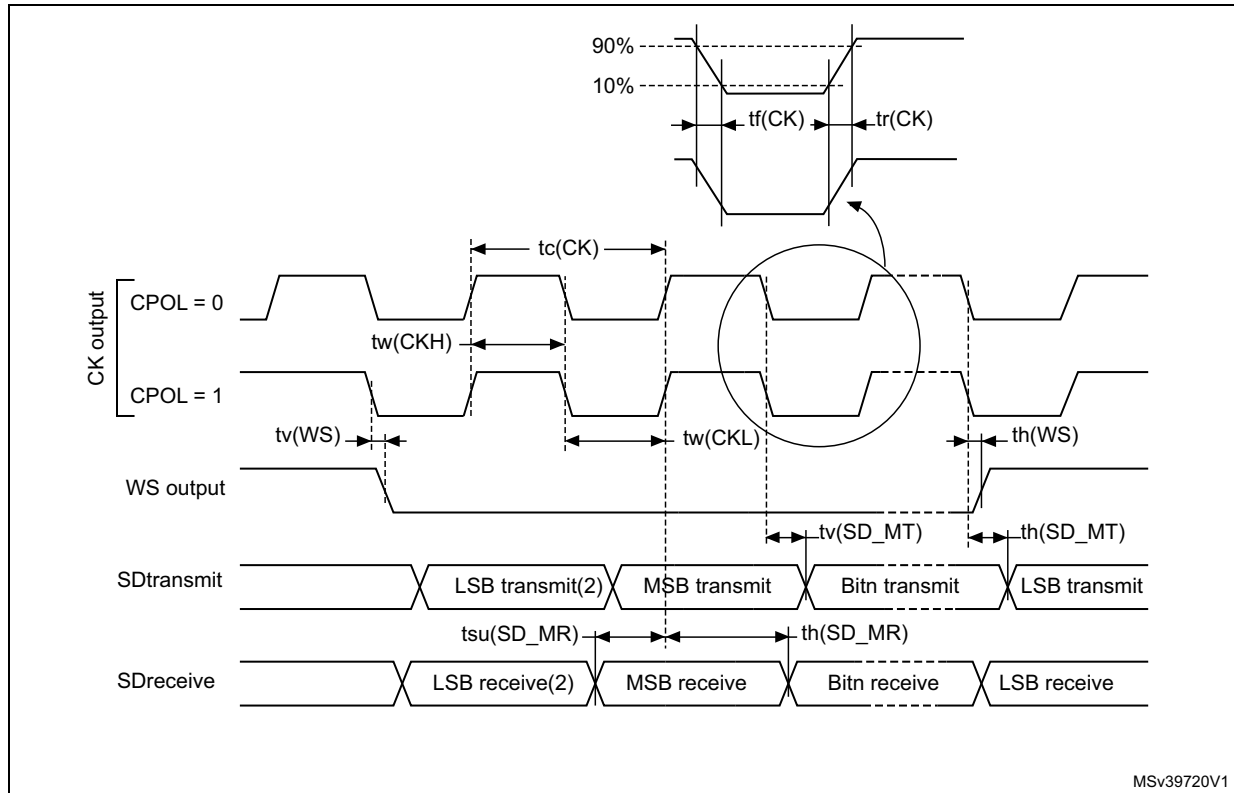 90%
10%
tf(CK)
tr(CK)
tc(CK)
CK output
CPOL = 0
tw(CKH)
CPOL = 1
tv(WS)
tw(CKL)
th(WS)
WS output
tv(SD_MT)
th(SD_MT)
SDtransmit
LSB transmit(2)
MSB transmit
Bitn transmit
LSB transmit
tsu(SD_MR)
th(SD_MR)
SDreceive
LSB receive(2)
MSB receive
Bitn receive
LSB receive
MSv39720V1